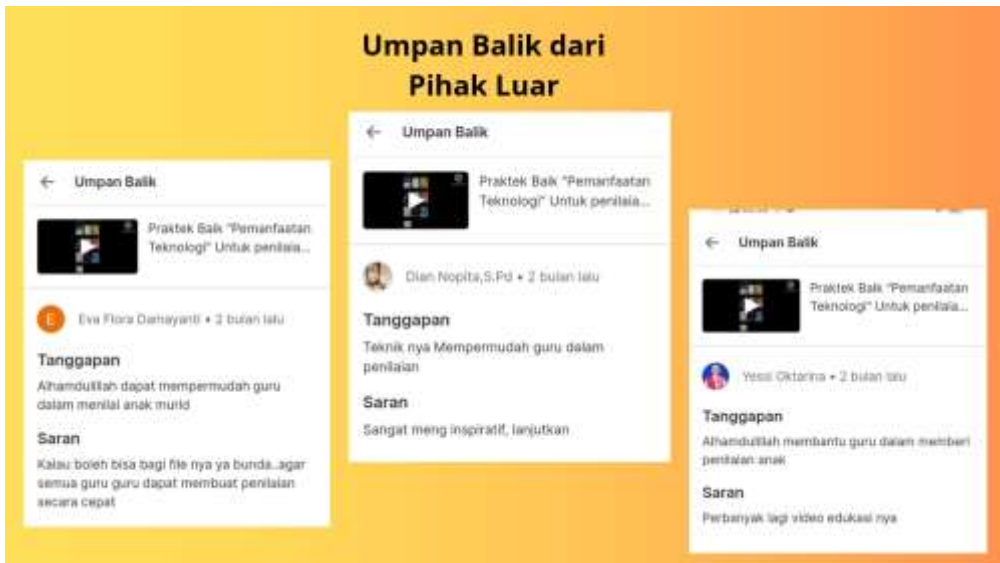 Umpan Balik dari
Pihak Luar
Umpan Balik
Praktek Baik "Pemanfaatan
Teknologi" Untuk penilaia...
Eva Flora Damayanti • 2 bulan lalu
Tanggapan
Alhamdulillah dapat mempermudah guru
dalam menilai anak murid
Saran
Kalau boleh bisa bagi file nya ya bunda..agar
semua guru guru dapat membuat penilaian
secara cepat
Umpan Balik
Praktek Baik "Pemanfaatan
Teknologi" Untuk penilaia...
Dian Nopita,S.Pd • 2 bulan lalu
Tanggapan
Teknik nya Mempermudah guru dalam
penilaian
Saran
Sangat meng inspiratif, lanjutkan
Umpan Balik
Praktek Baik "Pemanfaatan
Teknologi" Untuk penilaia...
Yessi Oktarina • 2 bulan lalu
Tanggapan
Alhamdulillah membantu guru dalam memberi
penilaian anak
Saran
Perbanyak lagi video edukasi nya